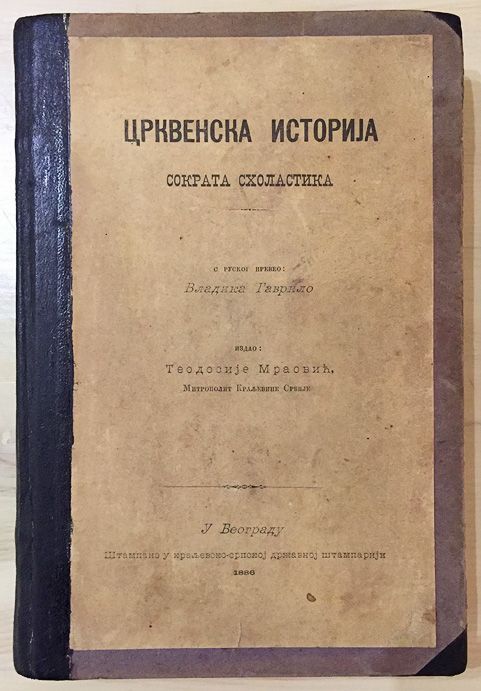 ЦРКВЕНСКА ИСТОРИЈА
СОКРАТА СХОЛАСТИКА
С РУСКОГ ПРЕВЕО:
Владика Гаврило
ИЗДАО:
Теодосије Мраовић,
Митрополит Краљевине Србије
У Београду
Штампано у краљевско-српској државној штампарији
1886